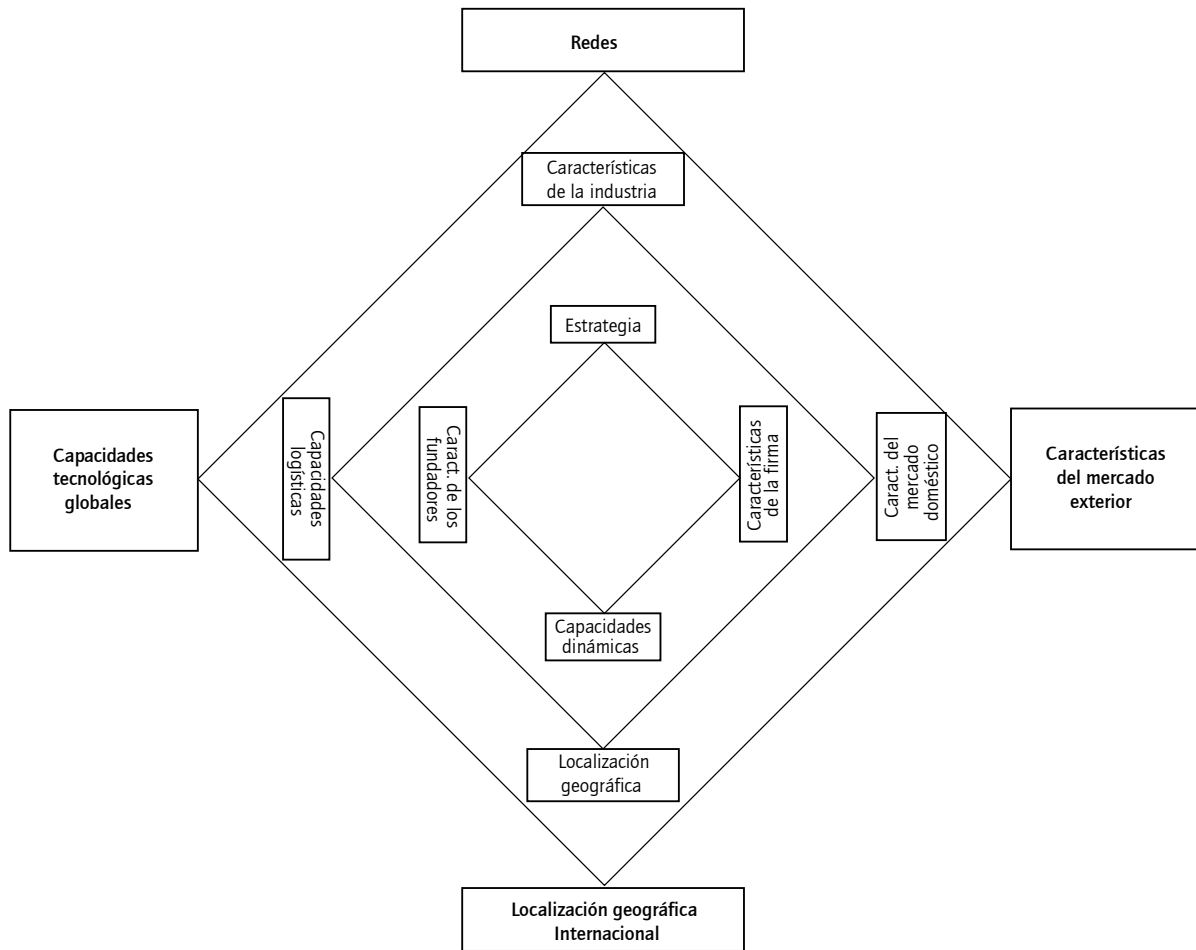 Redes
Características
de la industria
Estrategia
Capacidades
tecnológicas
globales
Capacidades
logísticas
Caract. de los
fundadores
Características
de la firma
Caract. del
mercado
doméstico
Características
del mercado
exterior
Capacidades
dinámicas
Localización
geográfica
Localización geográfica
Internacional